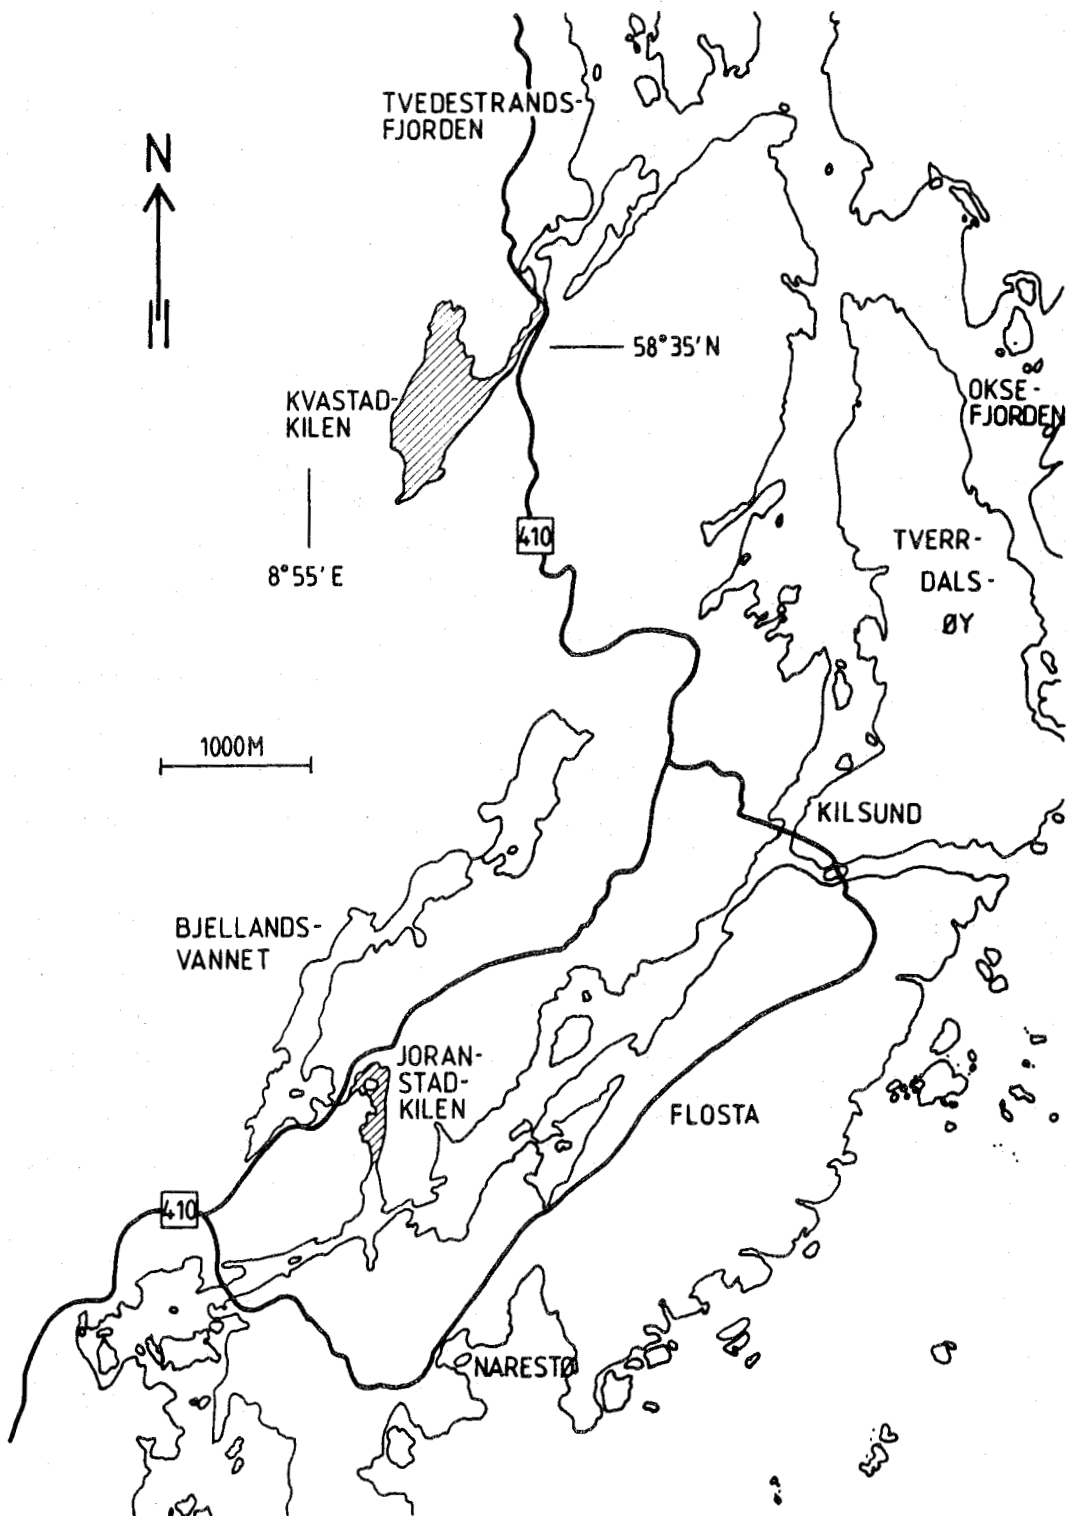 TVEDESTRANDS-
FJORDEN
N
58°35'N
KVASTAD-
KILEN
OKSE-
FJORDEN
410
8°55'E
TVERR-
DALS-
ØY
1000M
KILSUND
BJELLANDS-
VANNET
JORAN-
STAD-
KILEN
FLOSTA
410
NARESTØ